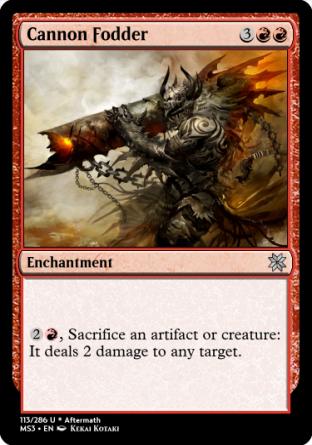 Cannon Fodder 3
Enchantment
2, Sacrifice an artifact or creature:
It deals 2 damage to any target.
113/286 U * Aftermath
MS3 • EN Kekai Kotaki